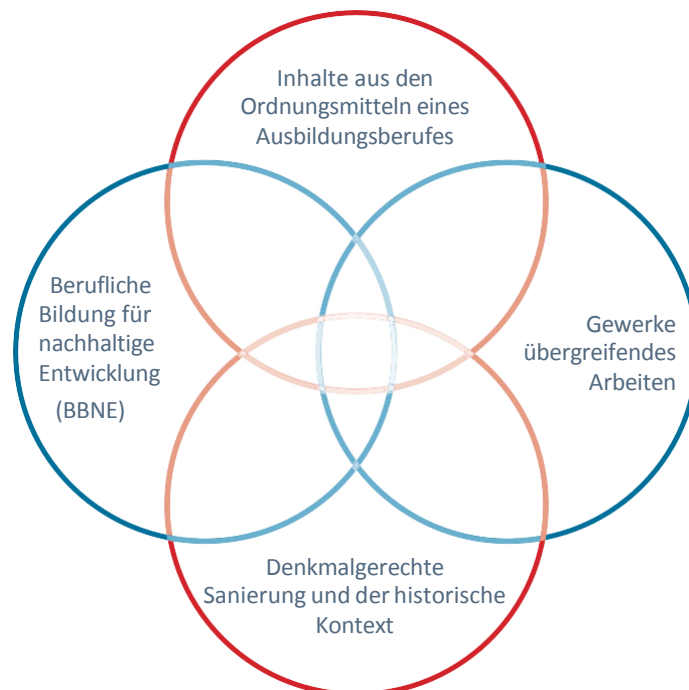 Inhalte aus den
Ordnungsmitteln eines
Ausbildungsberufes
Berufliche
Bildung für
nachhaltige
Entwicklung
(BBNE)
Gewerke
übergreifendes
Arbeiten
Denkmalgerechte
Sanierung und der historische
Kontext